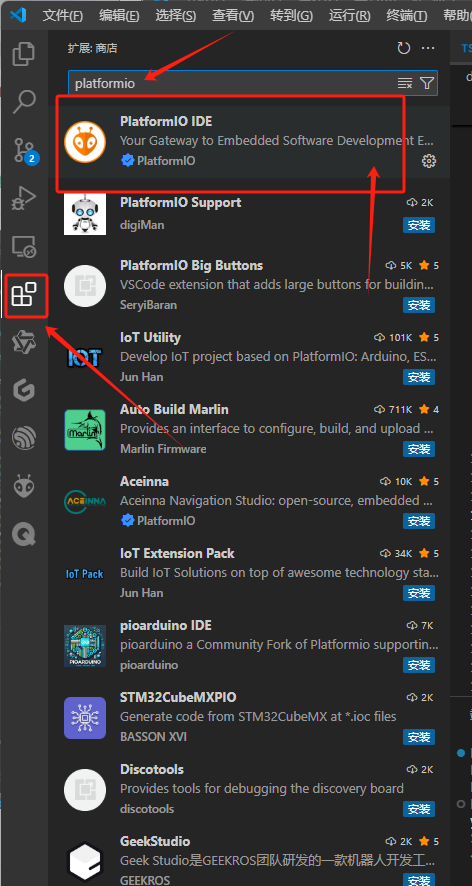 文件(F) 编辑(E) 选择(S) 查看(V) 转到(G) 运行(R) 终端(T) 帮助
扩展: 商店
platformio
PlatformIO IDE
Your Gateway to Embedded Software Development E...
PlatformIO
2
PlatformIO Support
2K
digiMan
安装
PlatformIO Big Buttons
5K 5
VSCode extension that adds large buttons for buildin...
SeryiBaran
安装
IoT Utility
101K 5
Develop IoT project based on PlatformIO: Arduino, ES...
IOT
Jun Han
安装
Auto Build Marlin
711K 4
Provides an interface to configure, build, and upload ...
Marlin
Marlin Firmware
安装
Aceinna
10K 5
Aceinna Navigation Studio: open-source, embedded ...
ACEINNA
PlatformIO
安装
IoT Extension Pack
34K 5
IoT Pack
Build IoT Solutions on top of awesome technology sta...
Jun Han
安装
pioarduino IDE
7K
pioarduino a Community Fork of Platformio supportin...
PIOARDUINO
pioarduino
安装
STM32CubeMXPIO
2K
Generate code from STM32CubeMX at *.ioc files
BASSON XVI
安装
Discotools
2K
Provides tools for debugging the discovery board
discotools
安装
GeekStudio
2K 5
Geek Studio是GEEKROS团队研发的一款机器人开发工...
GEEKROS
安装